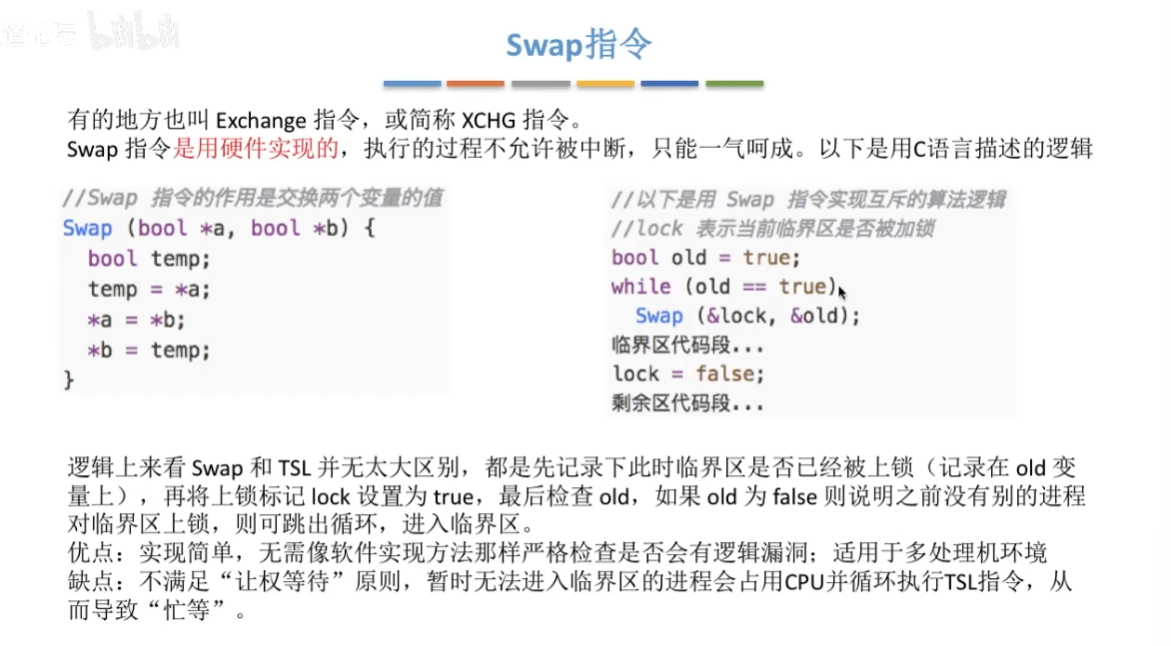 bilibili
Swap指令
有的地方也叫 Exchange 指令，或简称 XCHG 指令。
Swap 指令是用硬件实现的，执行的过程不允许被中断，只能一气呵成。以下是用C语言描述的逻辑
//Swap 指令的作用是交换两个变量的值
Swap (bool *a, bool *b) {
bool temp;
temp = *a;
*a = *b;
*b = temp;
}
//以下是用 Swap 指令实现互斥的算法逻辑
//lock 表示当前临界区是否被加锁
bool old = true;
while (old == true)
Swap (&lock, &old);
临界区代码段...
lock = false;
剩余区代码段...
逻辑上来看 Swap 和 TSL 并无太大区别，都是先记录下此时临界区是否已经被上锁（记录在 old 变
量上），再将上锁标记 lock 设置为 true，最后检查 old，如果 old 为 false 则说明之前没有别的进程
对临界区上锁，则可跳出循环，进入临界区。
优点：实现简单，无需像软件实现方法那样严格检查是否会有逻辑漏洞；适用于多处理机环境
缺点：不满足“让权等待”原则，暂时无法进入临界区的进程会占用CPU并循环执行TSL指令，从
而导致“忙等”。